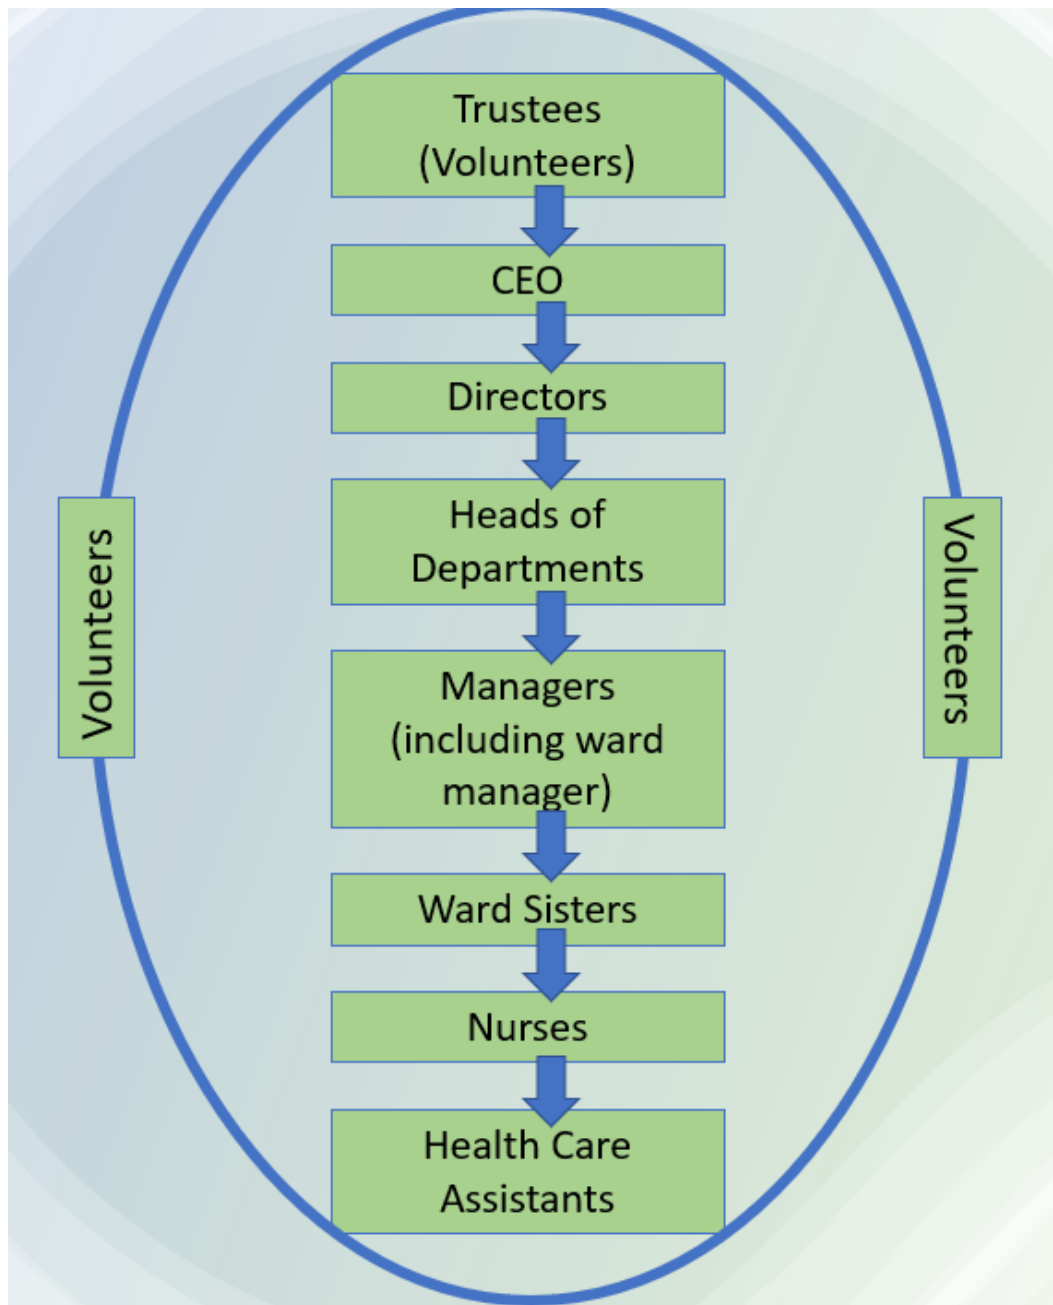 Trustees
(Volunteers)
CEO
Directors
Heads of
Departments
Volunteers
Volunteers
Managers
(including ward
manager)
Ward Sisters
Nurses
Health Care
Assistants